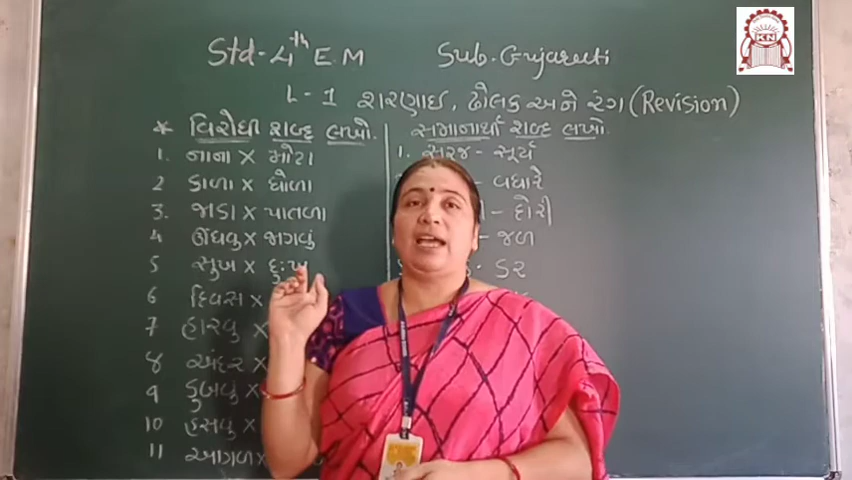 Std - 4th E M Sub. Gujarati
L - 1 શરણાઈ, ઢોલક અને રંગ (Revision)
* વિરોધી શબ્દ લખો.
1. નાના × મોટા
2 કાળા × ધોળા
3. જાડા × પાતળા
4 ઊંઘવુ × જાગવું
5 સુખ × દુ:ખ
6 દિવસ ×
7 હારવુ ×
8 અંદર ×
9 ડુબવું ×
10 હસવુ ×
11 આગળ ×
સમાનાર્થી શબ્દ લખો.
1. સૂરજ - સૂર્ય
- વધારે
- દોરી
- જળ
- ડર
KN